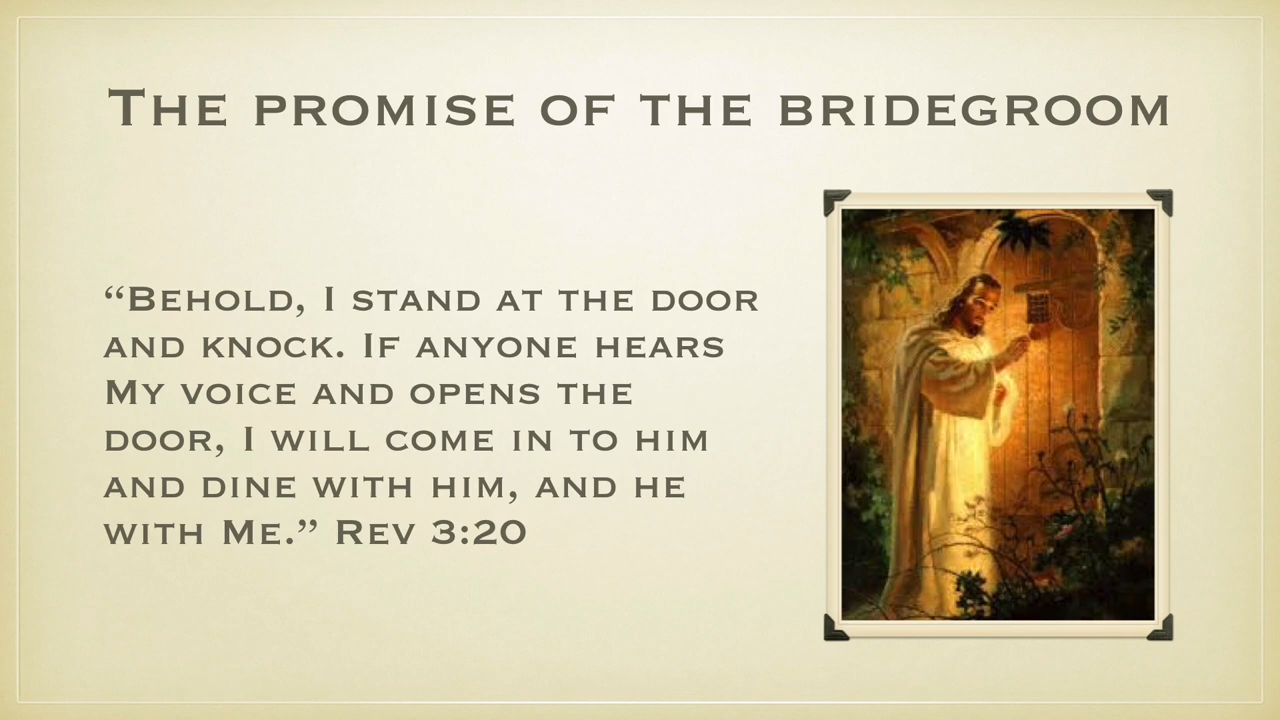 The promise of the bridegroom
“Behold, I stand at the door
and knock. If anyone hears
My voice and opens the
door, I will come in to him
and dine with him, and he
with Me.” Rev 3:20